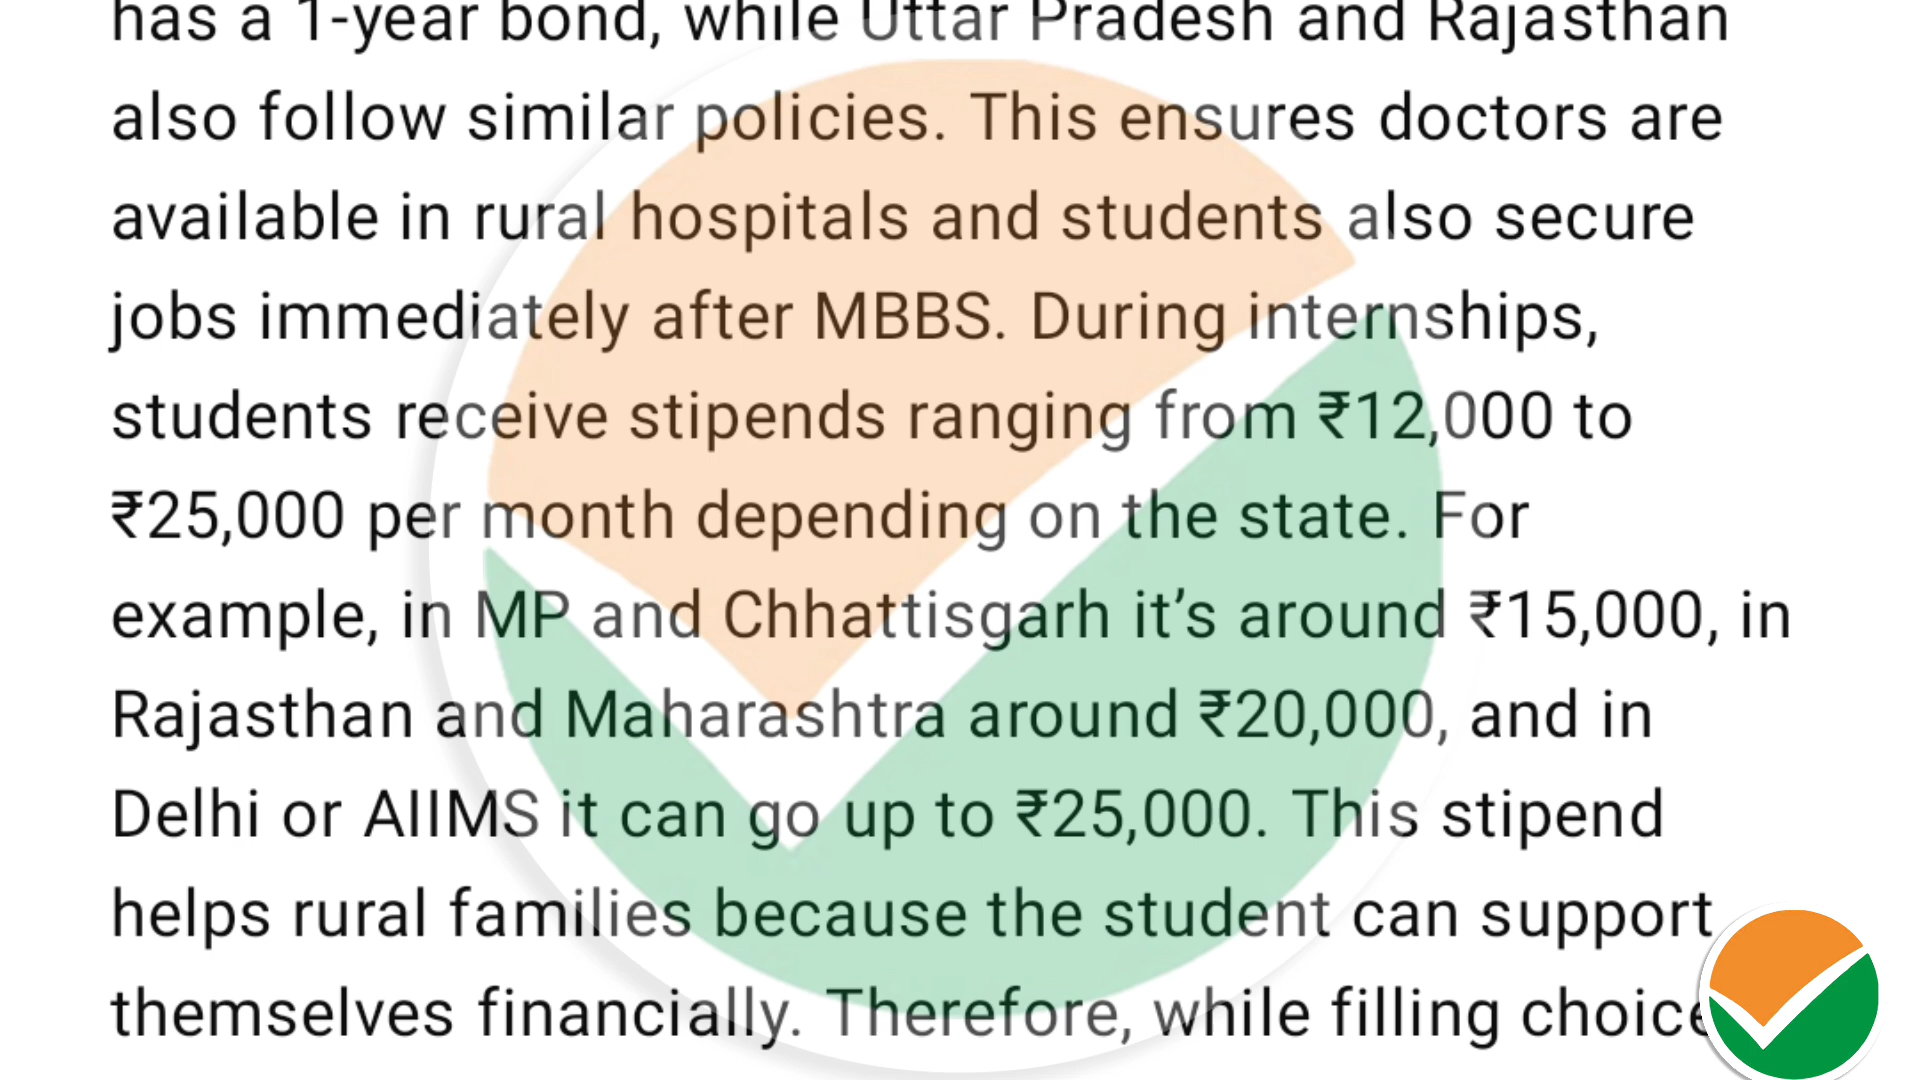 has a 1-year bond, while Uttar Pradesh and Rajasthan
also follow similar policies. This ensures doctors are
available in rural hospitals and students also secure
jobs immediately after MBBS. During internships,
students receive stipends ranging from ₹12,000 to
₹25,000 per month depending on the state. For
example, in MP and Chhattisgarh it’s around ₹15,000, in
Rajasthan and Maharashtra around ₹20,000, and in
Delhi or AIIMS it can go up to ₹25,000. This stipend
helps rural families because the student can support
themselves financially. Therefore, while filling choice